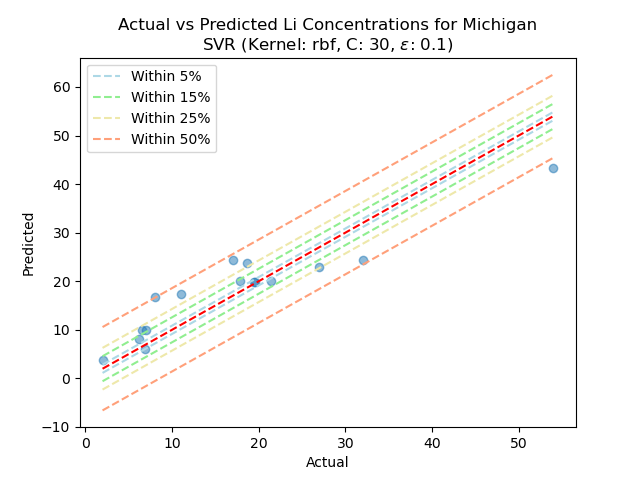 Actual vs Predicted Li Concentrations for Michigan
SVR (Kernel: rbf, C: 30, ε: 0.1)
Within 5%
Within 15%
Within 25%
Within 50%
Predicted
60
50
40
30
20
10
0
−10
0 10 20 30 40 50
Actual